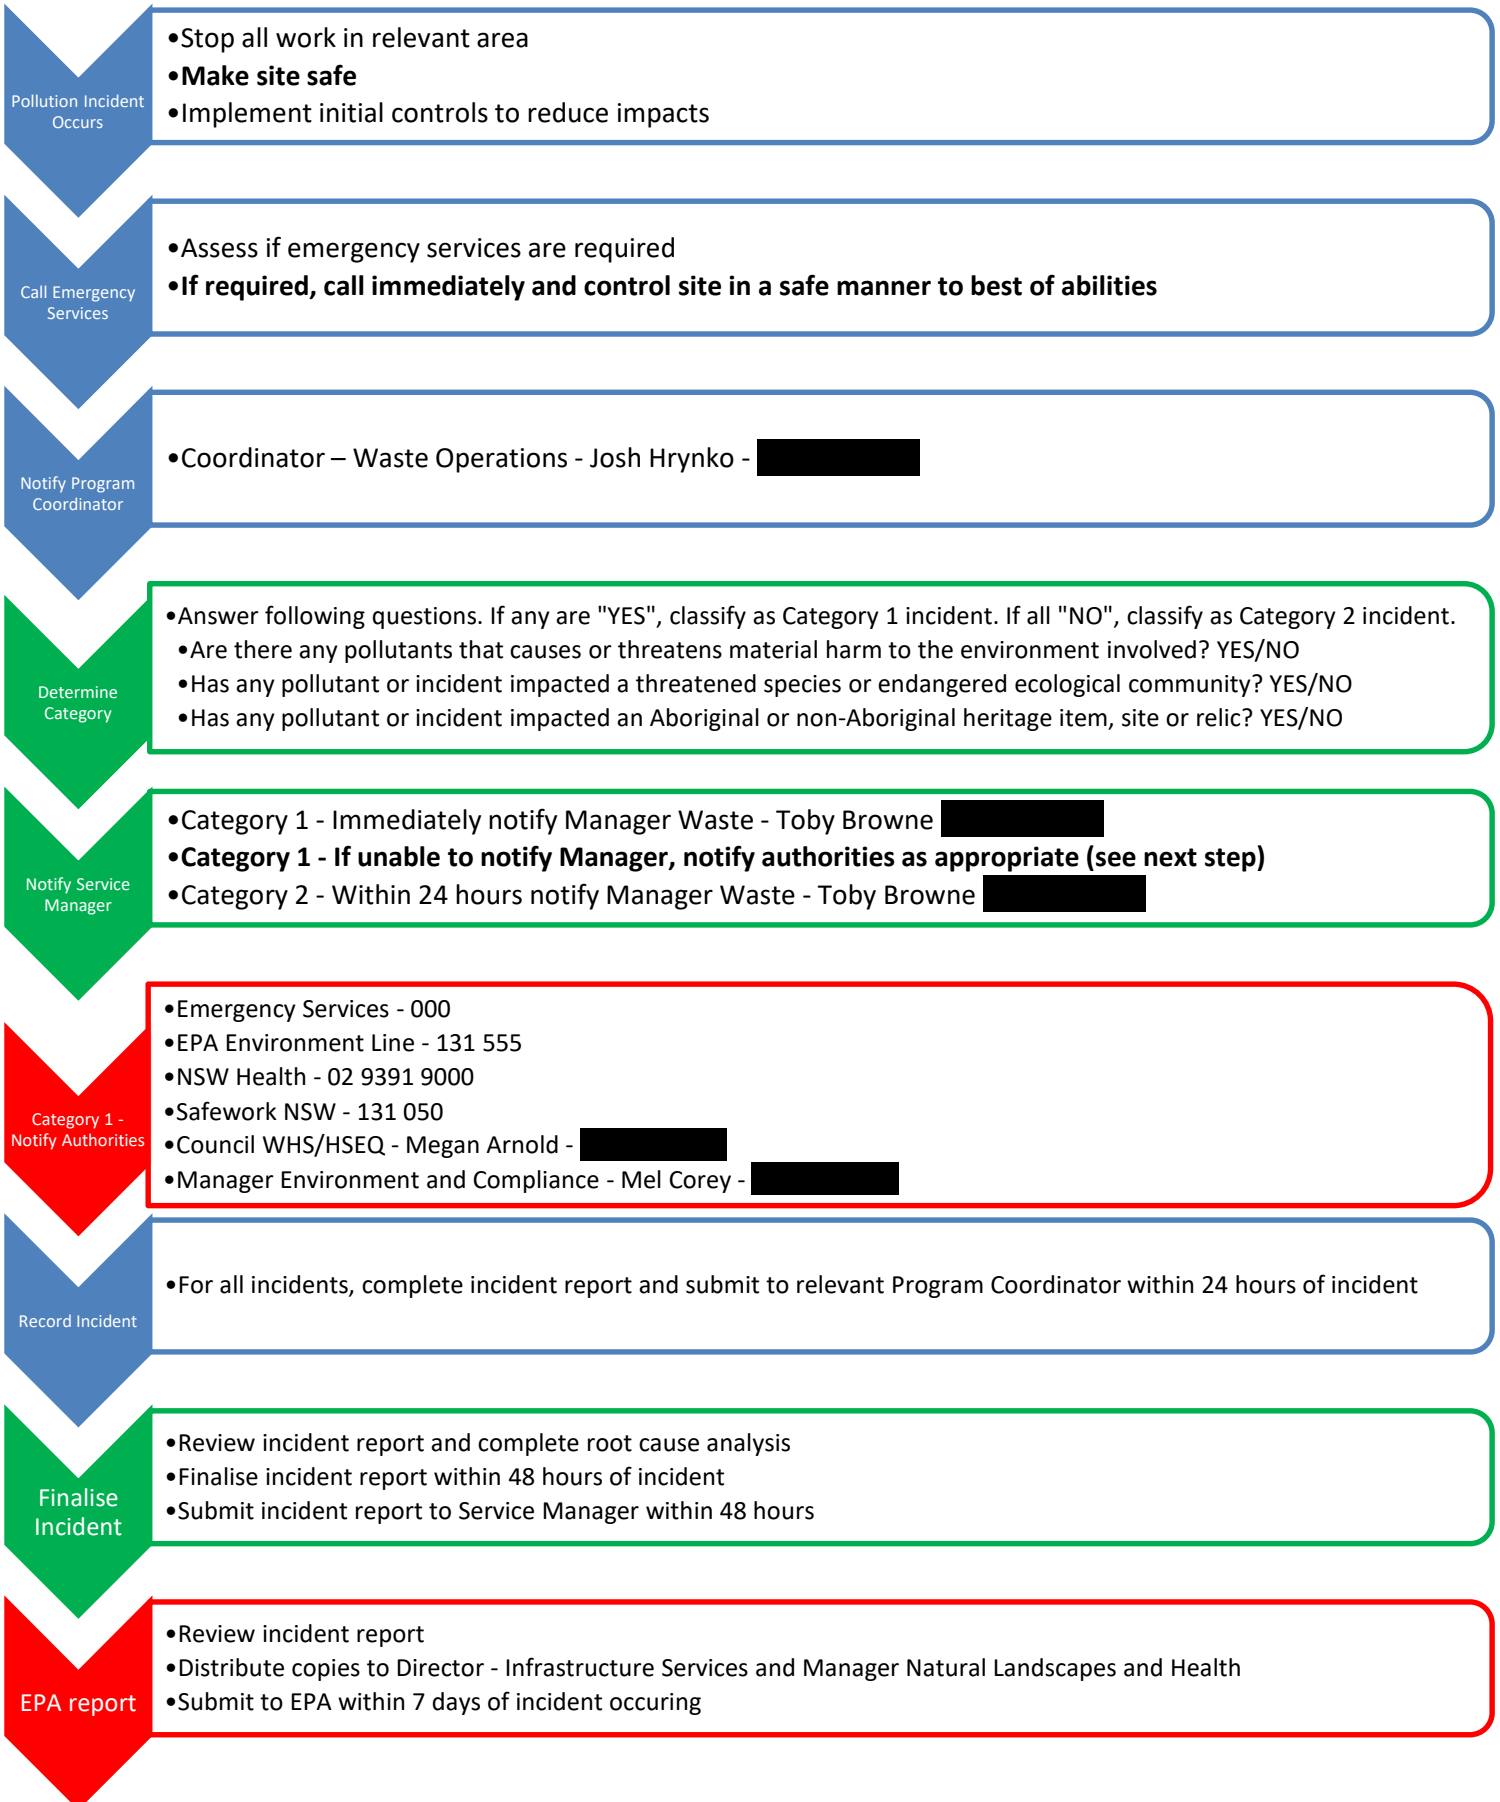 Pollution Incident
Occurs
•Stop all work in relevant area
•Make site safe
•Implement initial controls to reduce impacts
Call Emergency
Services
•Assess if emergency services are required
•If required, call immediately and control site in a safe manner to best of abilities
Notify Program
Coordinator
•Coordinator – Waste Operations - Josh Hrynko -
Determine
Category
•Answer following questions. If any are "YES", classify as Category 1 incident. If all "NO", classify as Category 2 incident.
•Are there any pollutants that causes or threatens material harm to the environment involved? YES/NO
•Has any pollutant or incident impacted a threatened species or endangered ecological community? YES/NO
•Has any pollutant or incident impacted an Aboriginal or non-Aboriginal heritage item, site or relic? YES/NO
Notify Service
Manager
•Category 1 - Immediately notify Manager Waste - Toby Browne
•Category 1 - If unable to notify Manager, notify authorities as appropriate (see next step)
•Category 2 - Within 24 hours notify Manager Waste - Toby Browne
Category 1 -
Notify Authorities
•Emergency Services - 000
•EPA Environment Line - 131 555
•NSW Health - 02 9391 9000
•Safework NSW - 131 050
•Council WHS/HSEQ - Megan Arnold -
•Manager Environment and Compliance - Mel Corey -
Record Incident
•For all incidents, complete incident report and submit to relevant Program Coordinator within 24 hours of incident
Finalise
Incident
•Review incident report and complete root cause analysis
•Finalise incident report within 48 hours of incident
•Submit incident report to Service Manager within 48 hours
EPA report
•Review incident report
•Distribute copies to Director - Infrastructure Services and Manager Natural Landscapes and Health
•Submit to EPA within 7 days of incident occuring